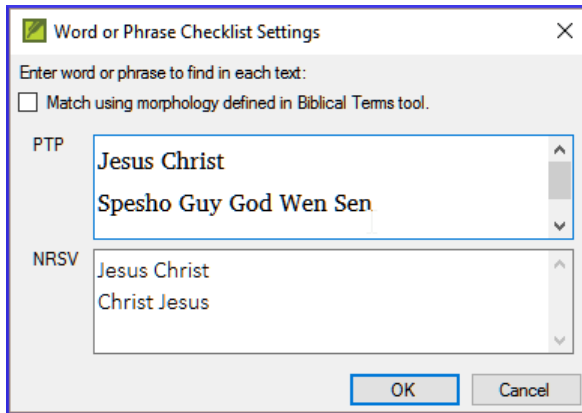 Word or Phrase Checklist Settings
Enter word or phrase to find in each text:
Match using morphology defined in Biblical Terms tool.
PTP
Jesus Christ
Spesho Guy God Wen Sen
NRSV
Jesus Christ
Christ Jesus
OK Cancel